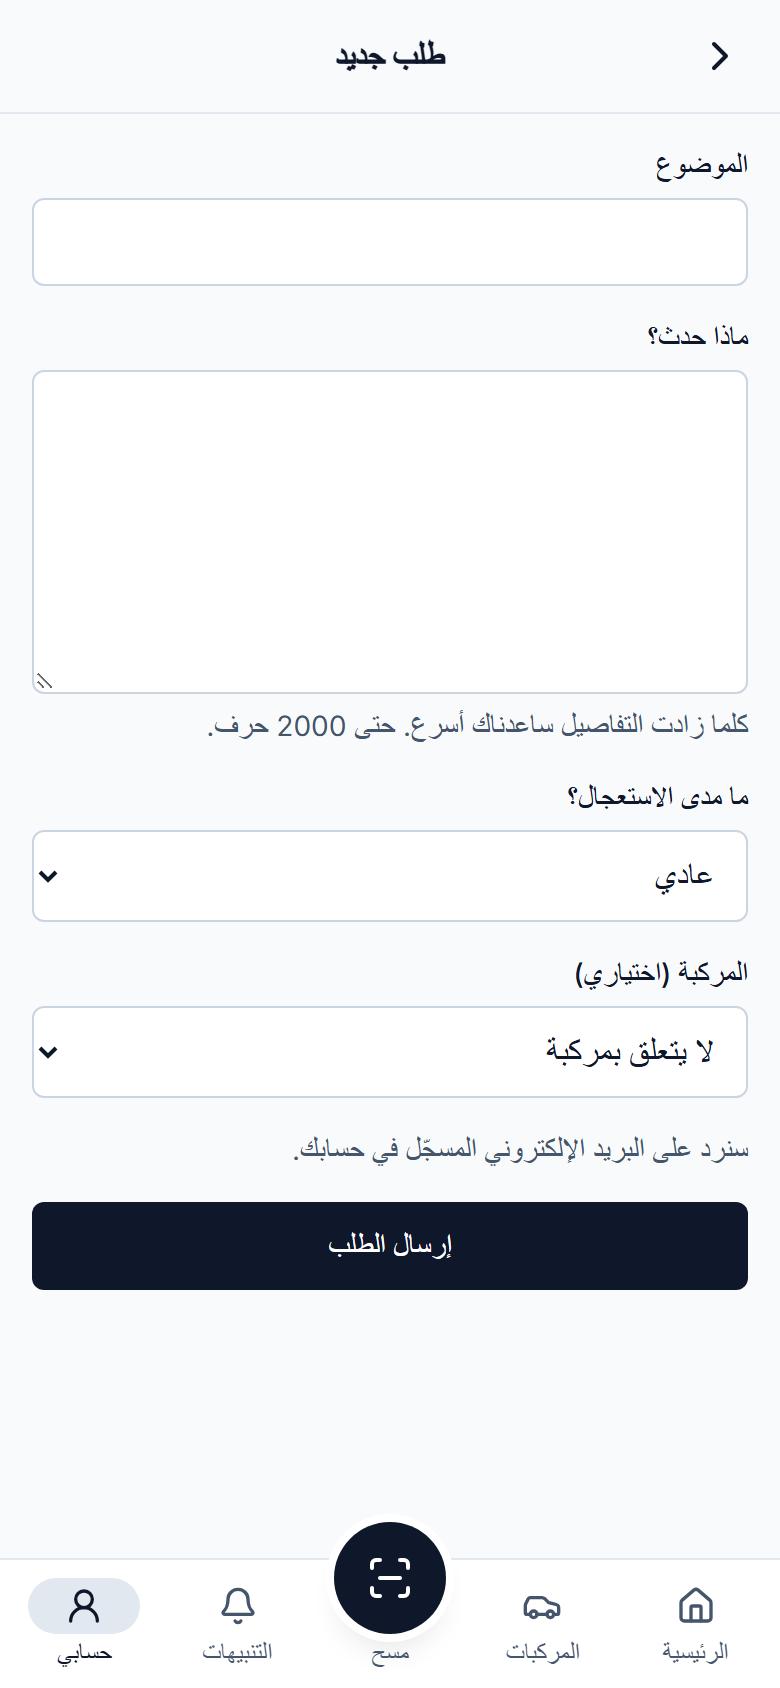 طلب جديد
الموضوع
ماذا حدث؟
كلما زادت التفاصيل ساعدناك أسرع. حتى 2000 حرف.
ما مدى الاستعجال؟
عادي
المركبة (اختياري)
لا يتعلق بمركبة
سنرد على البريد الإلكتروني المسجّل في حسابك.
إرسال الطلب
الرئيسية
المركبات
مسح
التنبيهات
حسابي